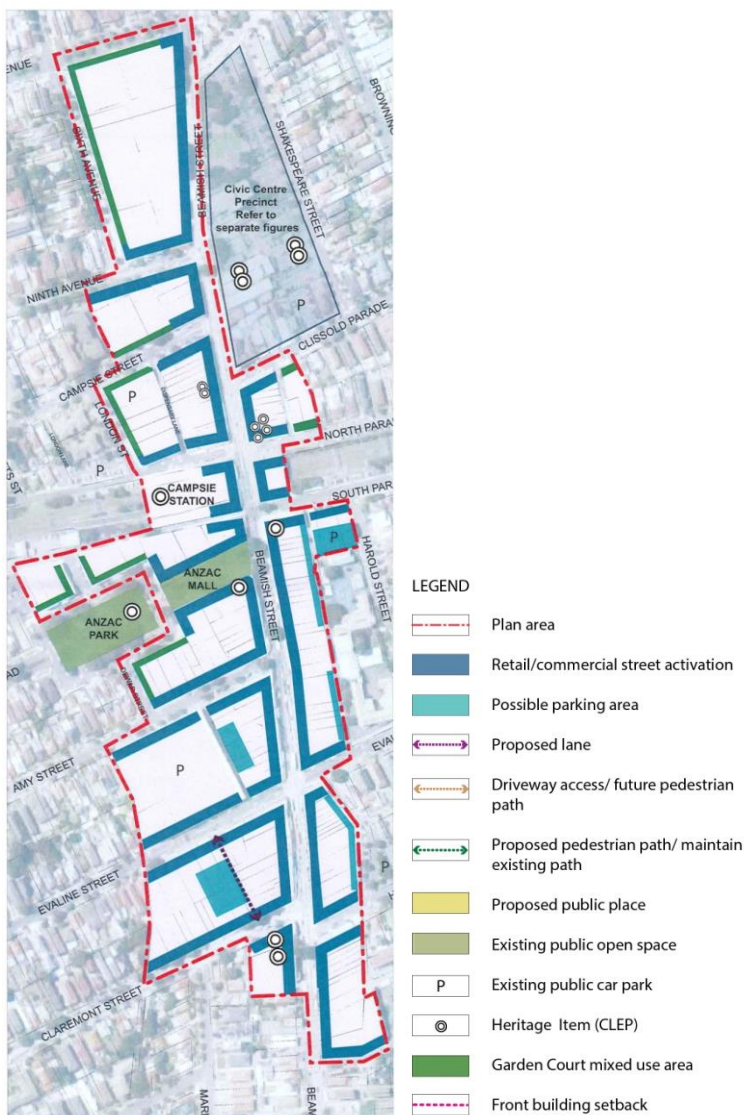 ENUE
BROWNING
SIXTH AVENUE
BEAMISH STREET
SHAKESPEARE STREET
Civic Centre
Precinct
Refer to
separate figures
NINTH AVENUE
P
CLISSOLD PARADE
CAMPSIE STREET
P
LONDON ST
NORTH PARA
P
TS ST
CAMPSIE
STATION
SOUTH PAR
P
ANZAC
MALL
BEAMISH STREET
HAROLD STREET
ANZAC
PARK
AD
EVA
P
AMY STREET
P
EVALINE STREET
CLAREMONT STREET
MAR
BEAM
LEGEND
Plan area
Retail/commercial street activation
Possible parking area
Proposed lane
Driveway access/ future pedestrian
path
Proposed pedestrian path/ maintain
existing path
Proposed public place
Existing public open space
P
Existing public car park
Heritage Item (CLEP)
Garden Court mixed use area
Front building setback